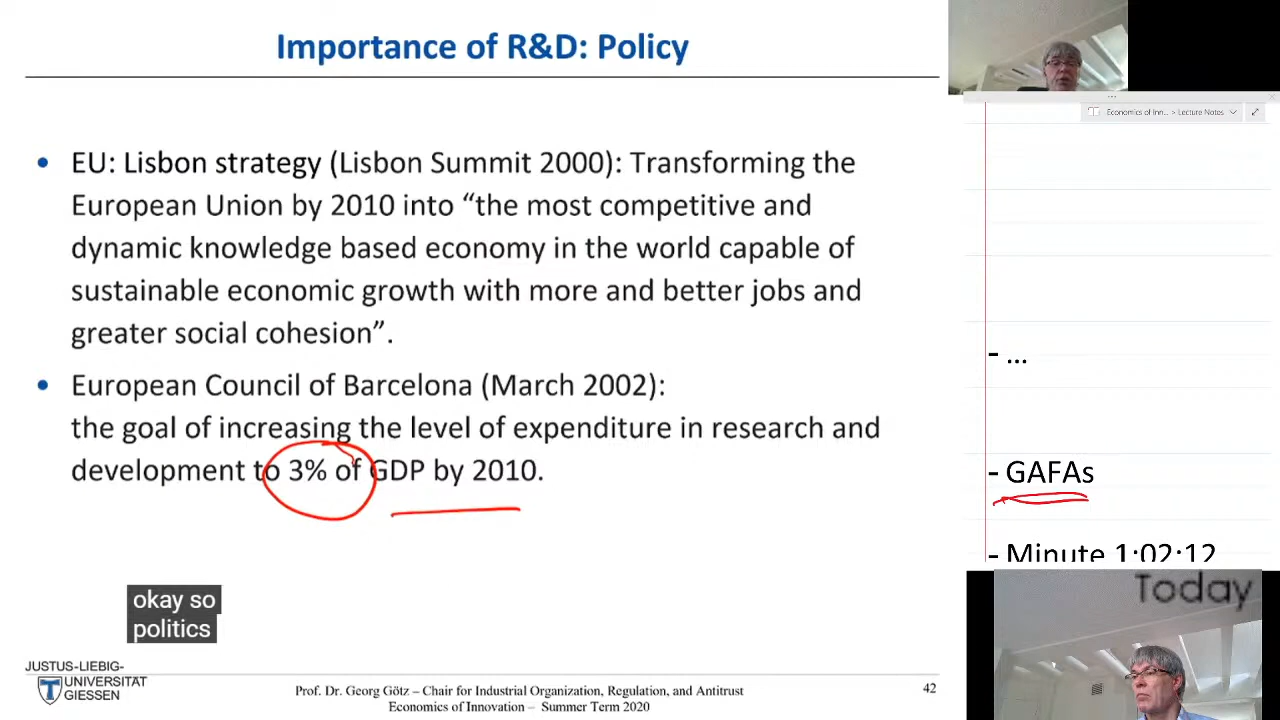 Importance of R&D: Policy
• EU: Lisbon strategy (Lisbon Summit 2000): Transforming the
European Union by 2010 into “the most competitive and
dynamic knowledge based economy in the world capable of
sustainable economic growth with more and better jobs and
greater social cohesion”.
• European Council of Barcelona (March 2002):
the goal of increasing the level of expenditure in research and
development to 3% of GDP by 2010.
okay so
politics
JUSTUS-LIEBIG-
UNIVERSITÄT
GIESSEN
Prof. Dr. Georg Götz – Chair for Industrial Organization, Regulation, and Antitrust
Economics of Innovation – Summer Term 2020
42
Economics of Inn... > Lecture Notes
- ...
- GAFAs
- Minute 1:02:12
Today